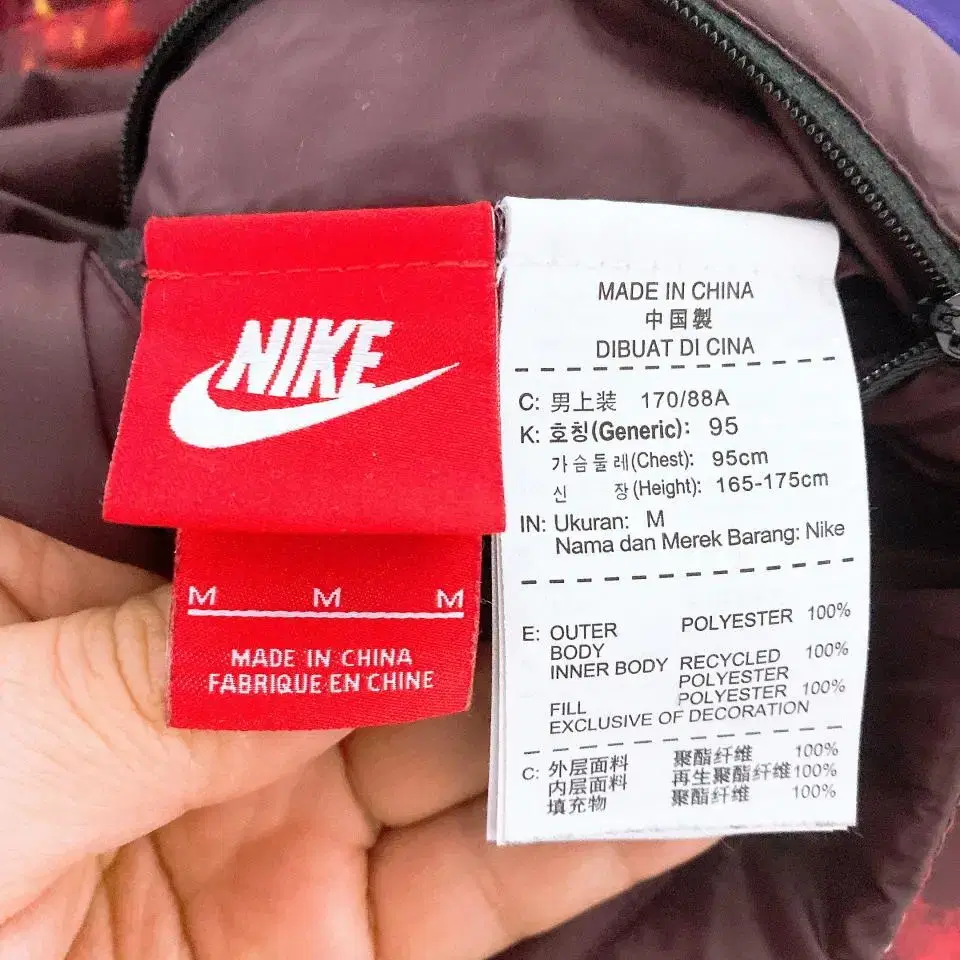 NIKE
M M M
MADE IN CHINA
FABRIQUE EN CHINE
MADE IN CHINA
中国製
DIBUAT DI CINA
C: 男上装 170/88A
K: 호칭(Generic): 95
가슴둘레(Chest): 95cm
신 장(Height): 165-175cm
IN: Ukuran: M
Nama dan Merek Barang: Nike
E: OUTER POLYESTER 100%
BODY
INNER BODY RECYCLED 100%
POLYESTER
FILL POLYESTER 100%
EXCLUSIVE OF DECORATION
C: 外层面料 聚酯纤维 100%
内层面料 再生聚酯纤维 100%
填充物 聚酯纤维 100%